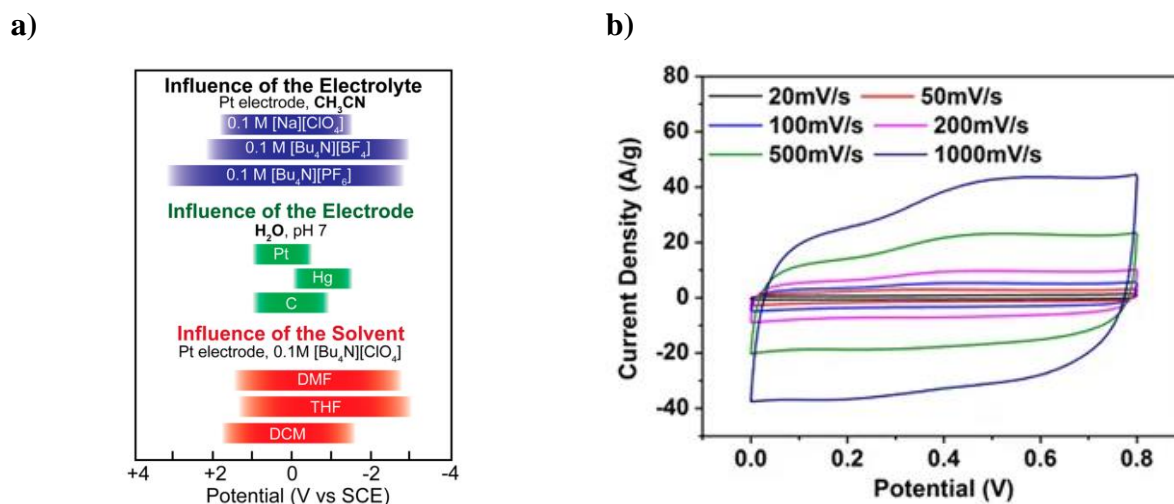 a)
Influence of the Electrolyte
Pt electrode, CH₃CN
0.1 M [Na][ClO₄]
0.1 M [Bu₄N][BF₄]
0.1 M [Bu₄N][PF₆]
Influence of the Electrode
H₂O, pH 7
Pt
Hg
C
Influence of the Solvent
Pt electrode, 0.1M [Bu₄N][ClO₄]
DMF
THF
DCM
+4 2 0 -2 -4
Potential (V vs SCE)
b)
80
60
40
20
0
-20
-40
Current Density (A/g)
20mV/s 50mV/s
100mV/s 200mV/s
500mV/s 1000mV/s
0.0 0.2 0.4 0.6 0.8
Potential (V)